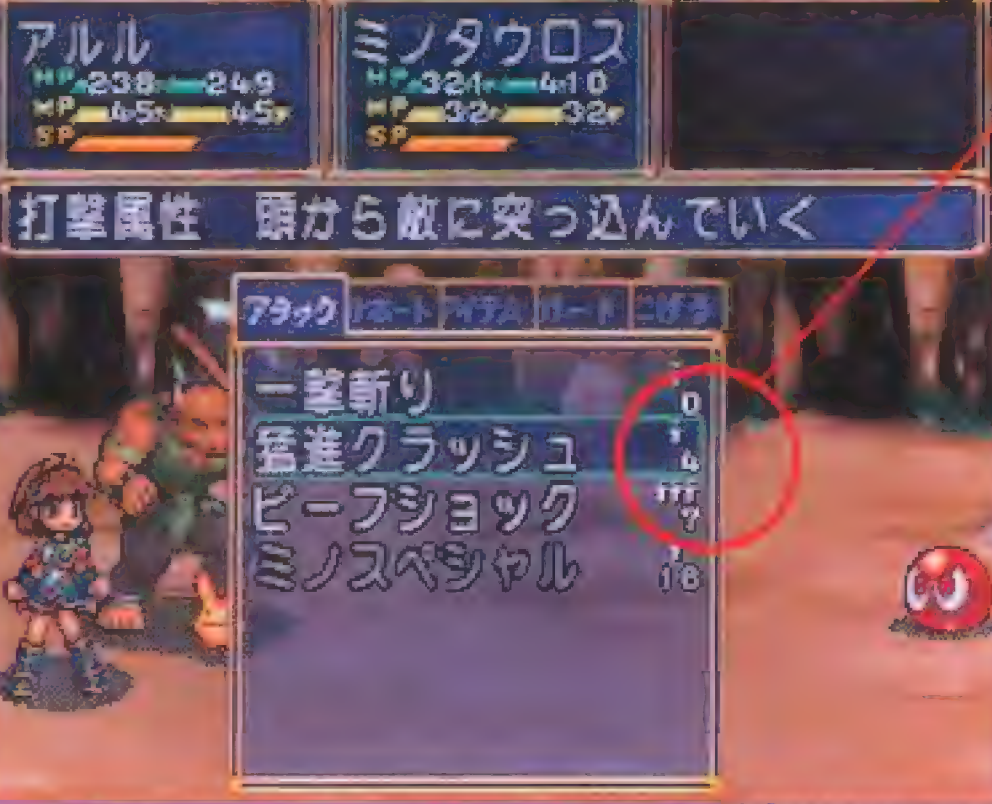 アルル
HP 238 249
MP 45 45
SP
ミノタウロス
HP 321 410
MP 32 32
SP
打撃属性 頭から敵に突っ込んでいく
アタック サポート アイテム ガード にげる
一撃斬り 0
猛進クラッシュ 4
ビーフショック 7
ミノスペシャル 18